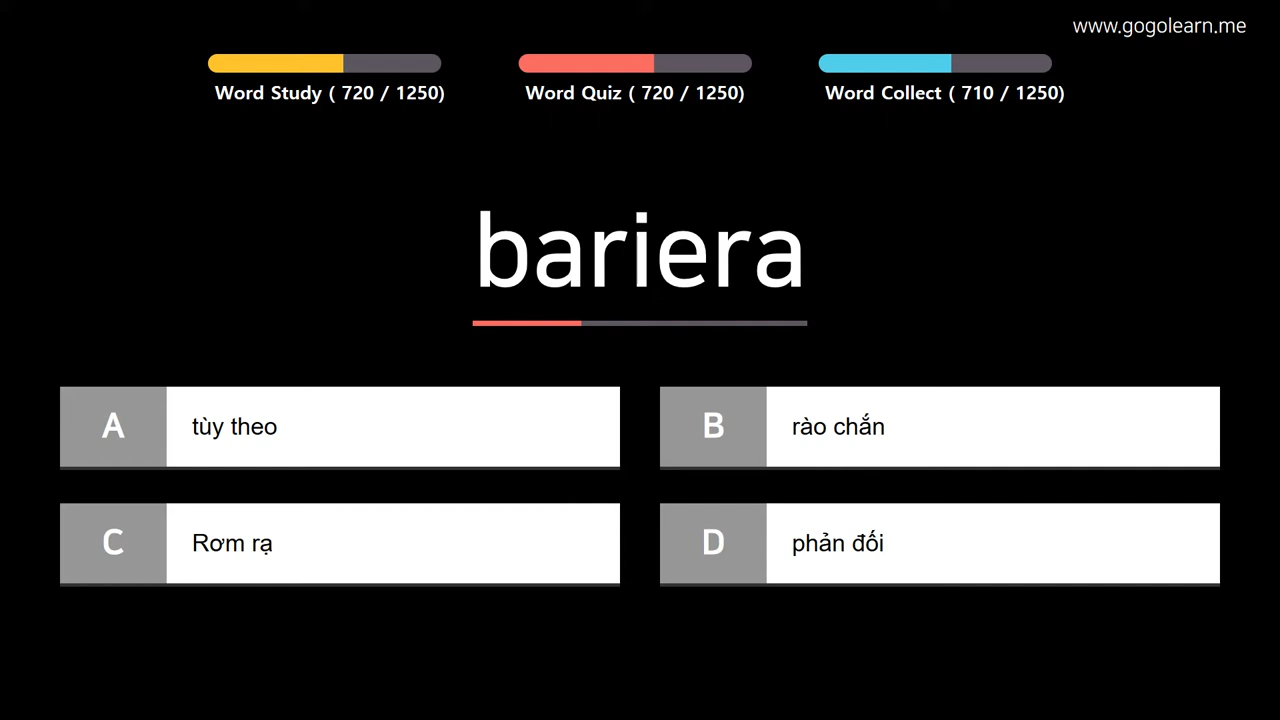 www.gogolearn.me
Word Study ( 720 / 1250)
Word Quiz ( 720 / 1250)
Word Collect ( 710 / 1250)
bariera
A
tùy theo
B
rào chắn
C
Rơm rạ
D
phản đối